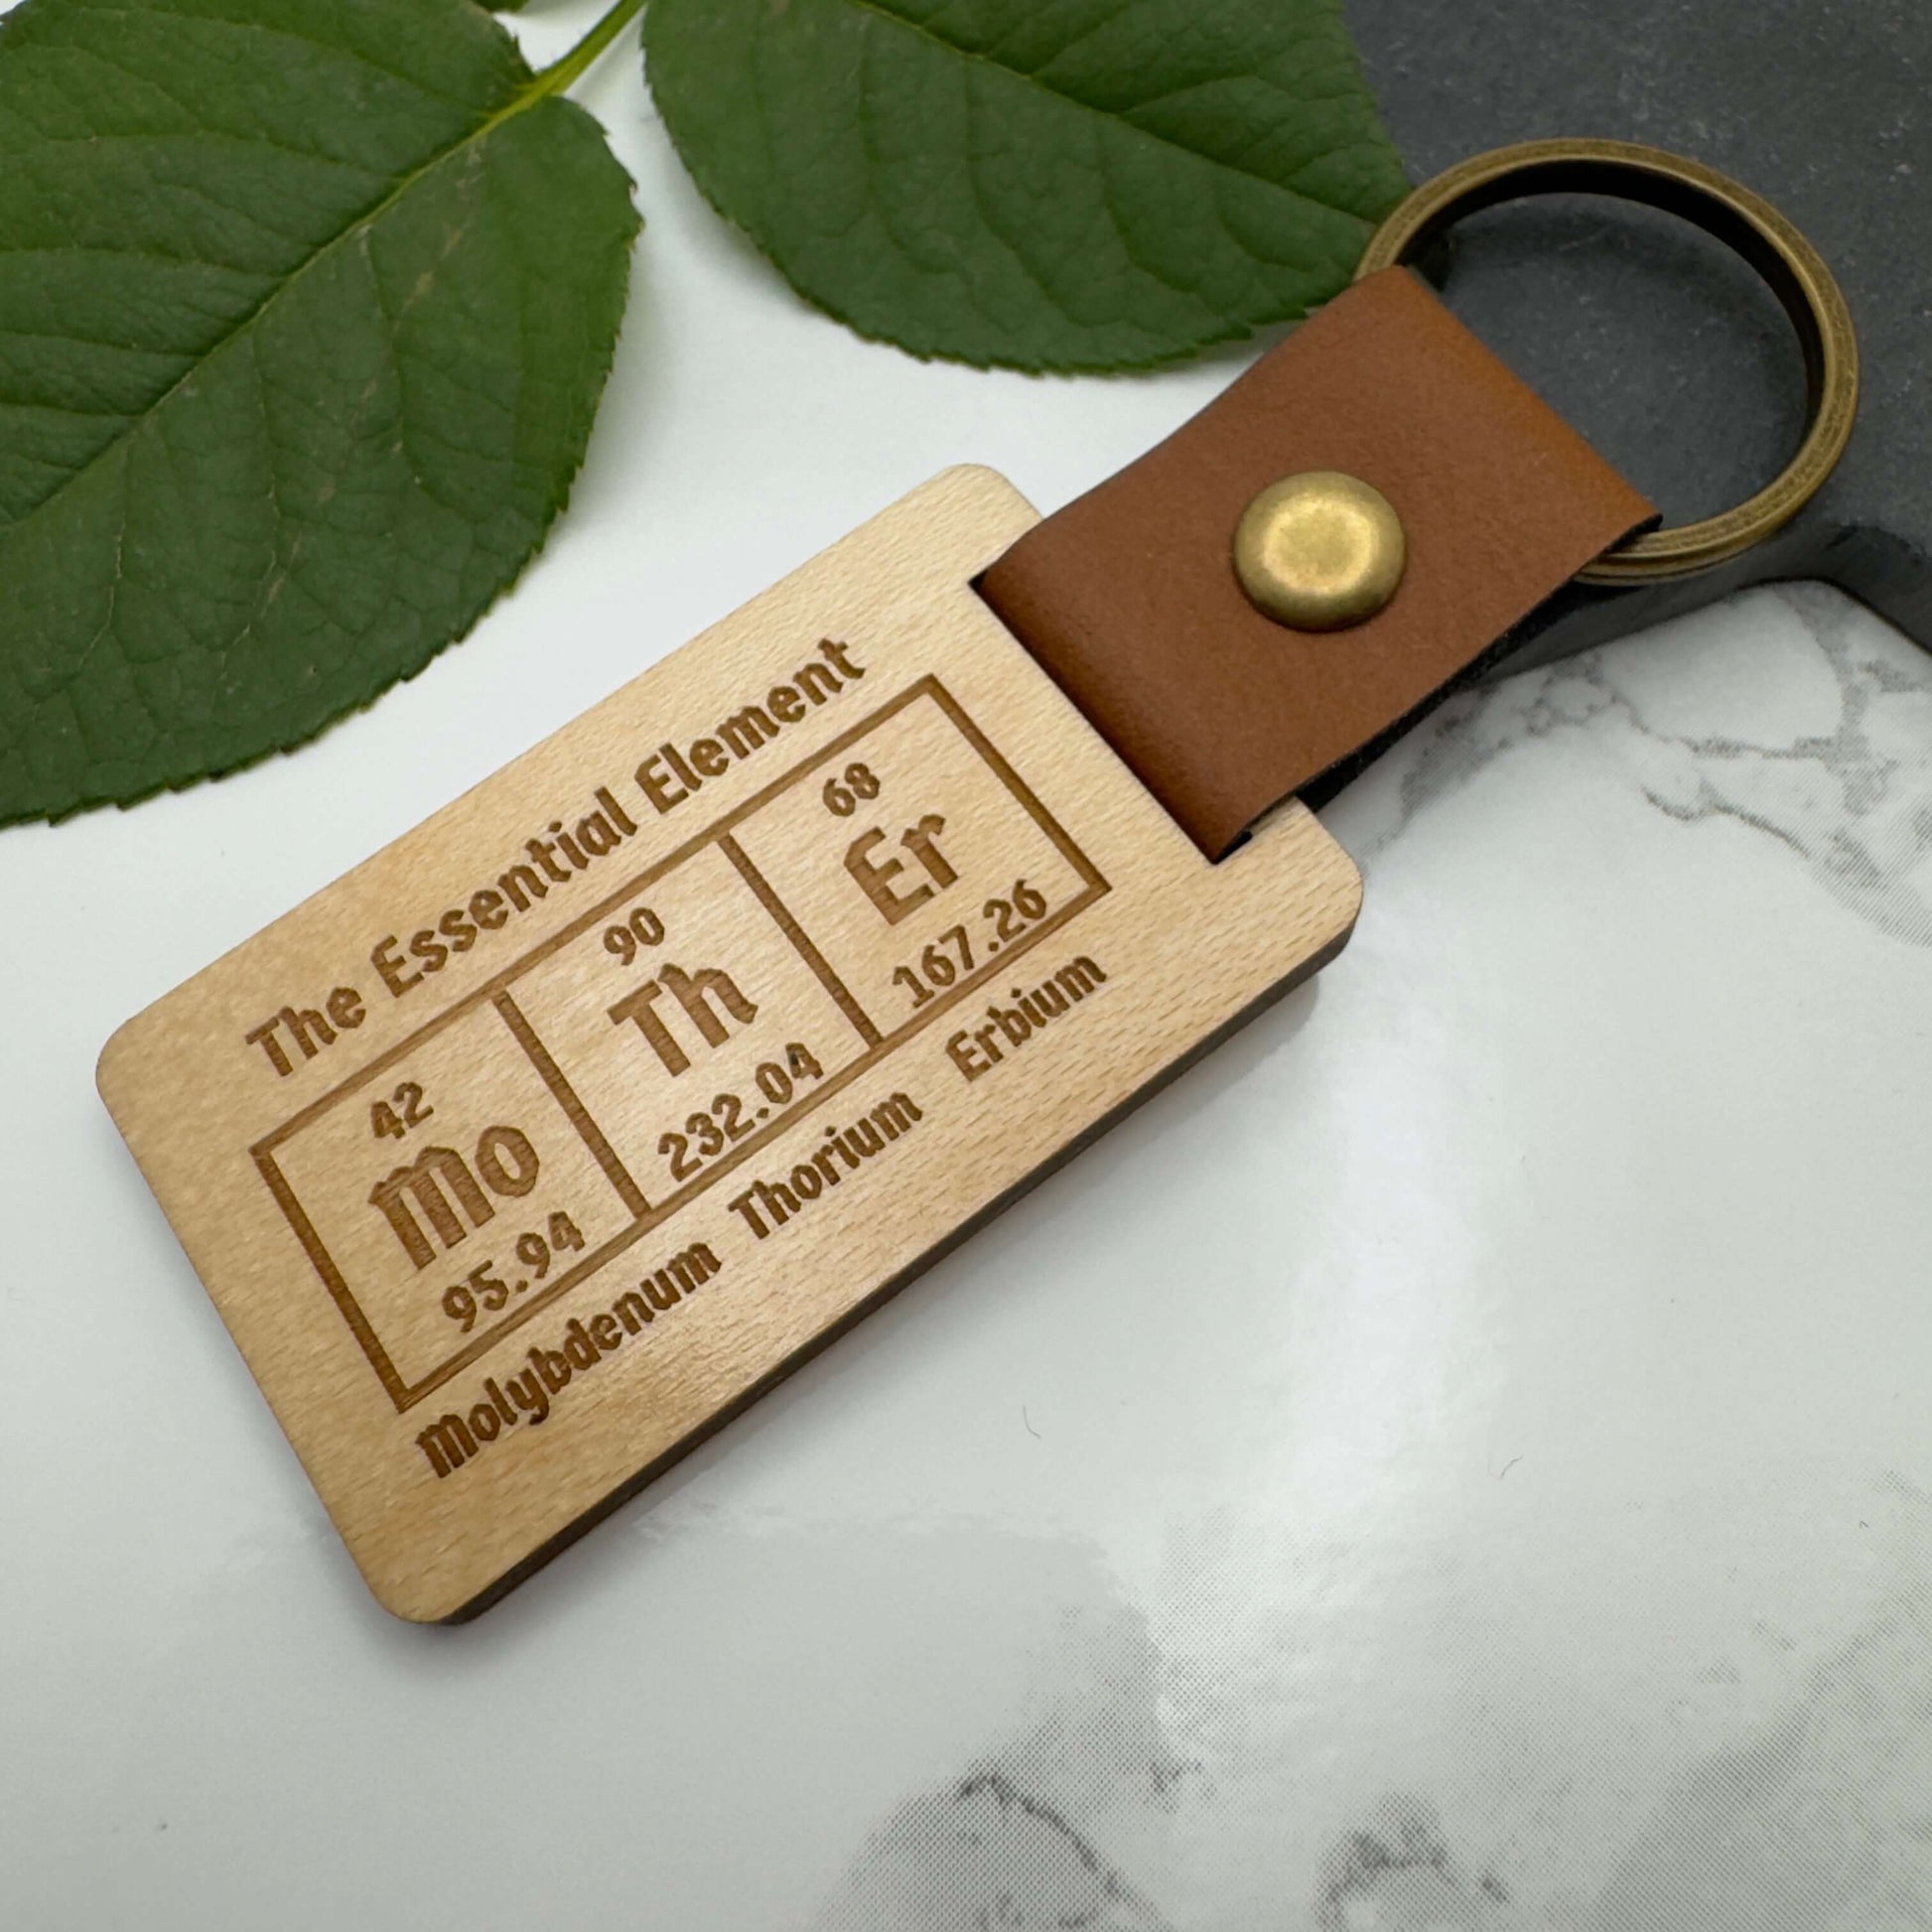 The Essential Element
42 90 68
Mo Th Er
95.94 232.04 167.26
Molybdenum Thorium Erbium